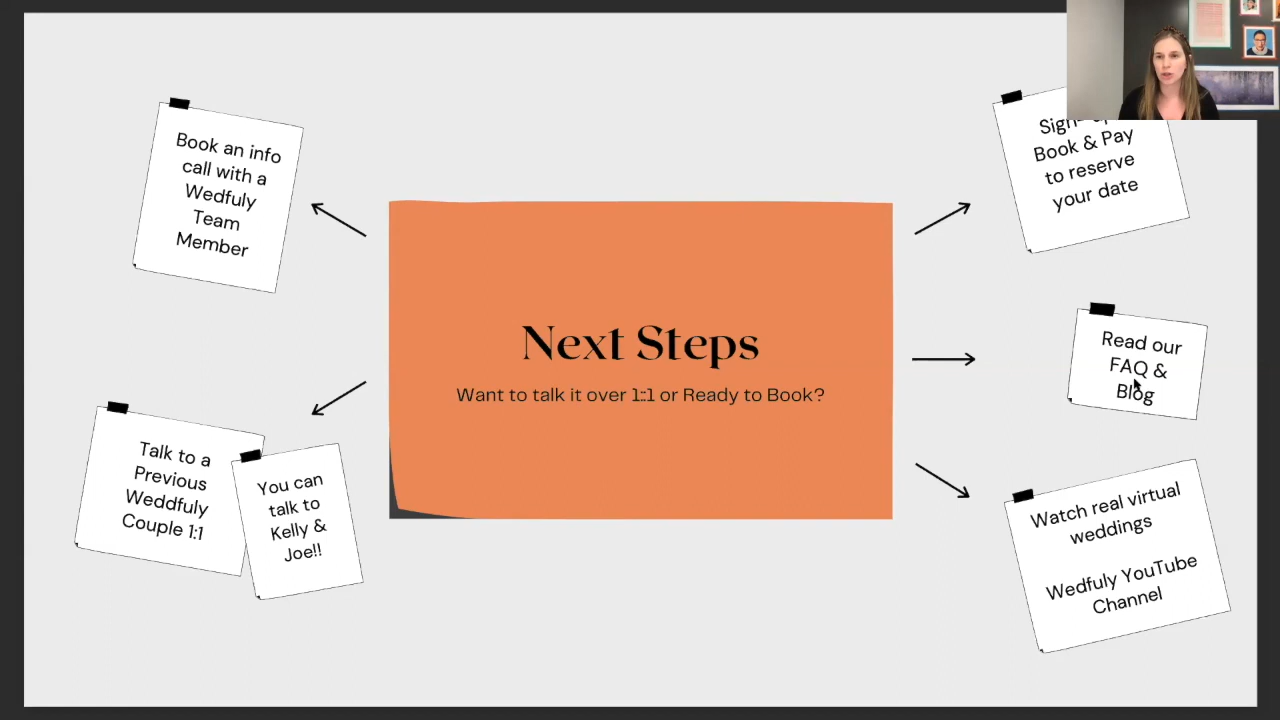 Book an info
call with a
Wedfuly
Team
Member
Book & Pay
to reserve
your date
Next Steps
Want to talk it over 1:1 or Ready to Book?
Read our
FAQ &
Blog
Talk to a
Previous
Weddfuly
Couple 1:1
You can
talk to
Kelly &
Joe!!
Watch real virtual
weddings
Wedfuly YouTube
Channel